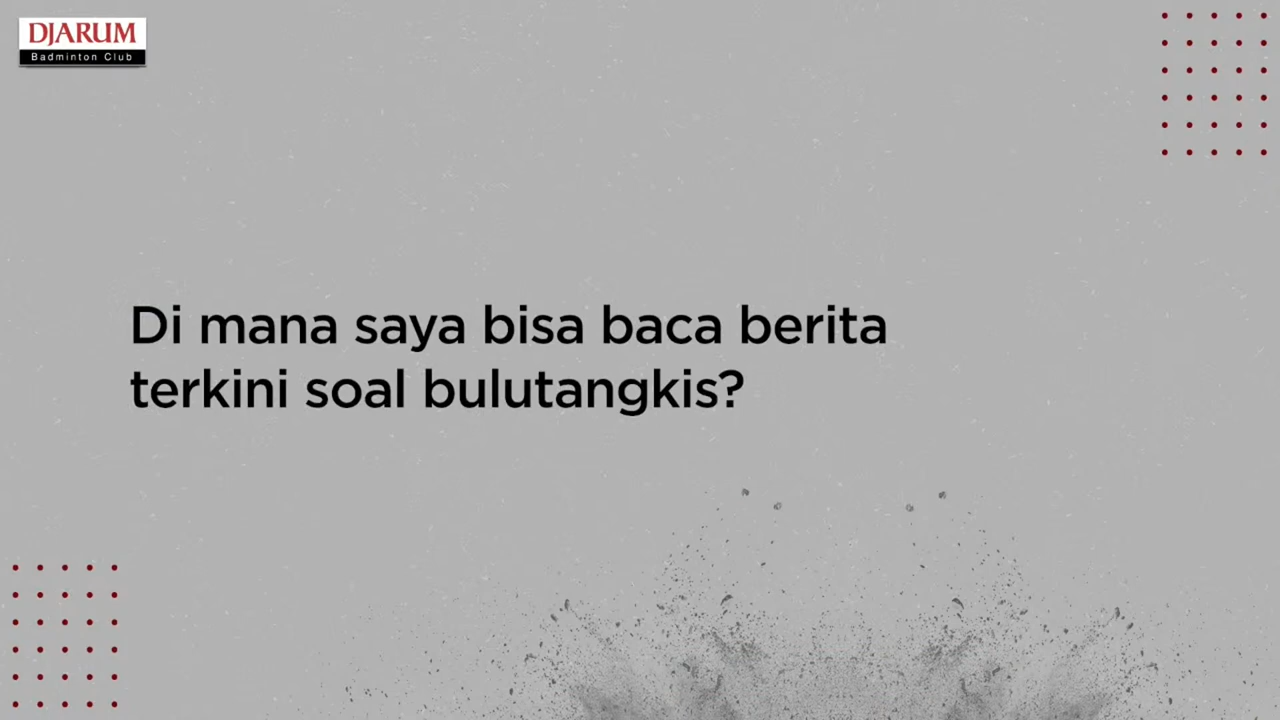 DJARUM
Badminton Club
Di mana saya bisa baca berita
terkini soal bulutangkis?